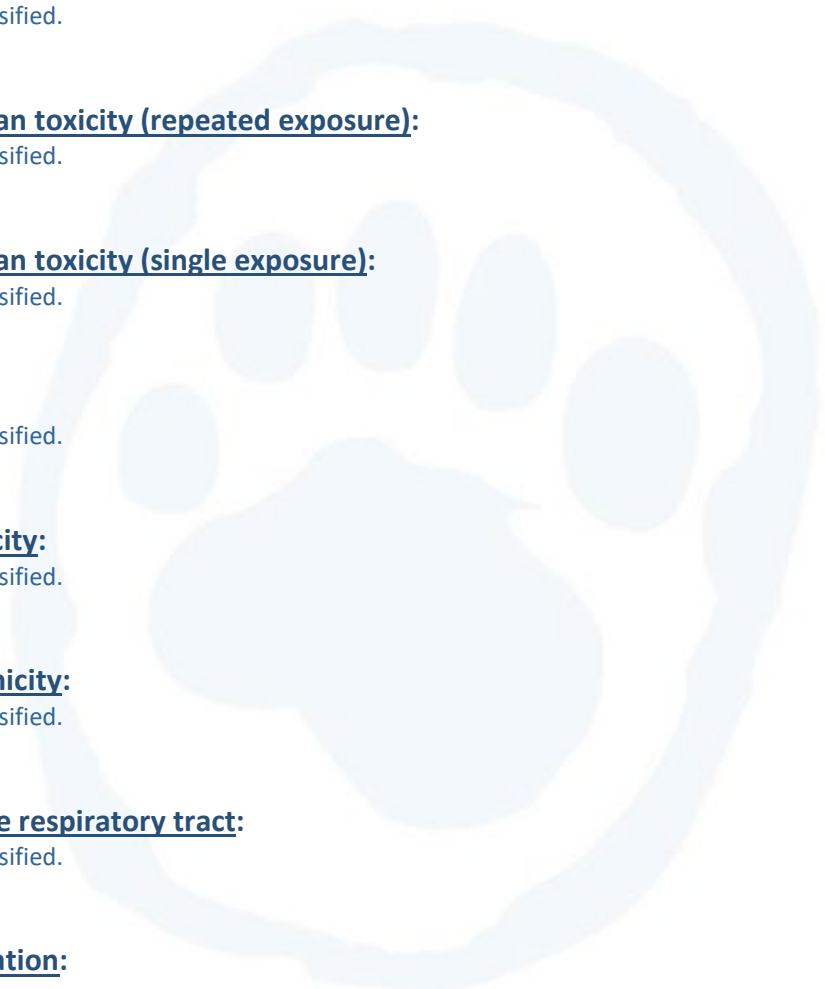 sified.
an toxicity (repeated exposure):
sified.
an toxicity (single exposure):
sified.
sified.
city:
sified.
nicity:
sified.
e respiratory tract:
sified.
ation: